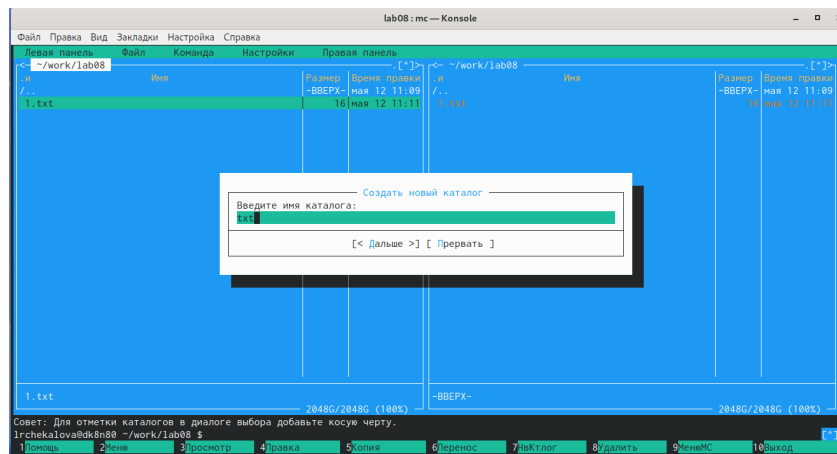 lab08 : mc — Konsole
Файл Правка Вид Закладки Настройка Справка
Левая панель Файл Команда Настройки Правая панель
<- ~/work/lab08 .[^]> <- ~/work/lab08 .[^]>
.и Имя Размер Время правки .и Имя Размер Время правки
/.. -ВВЕРХ- мая 12 11:09 /.. -ВВЕРХ- мая 12 11:09
1.txt 16 мая 12 11:11 1.txt 16 мая 12 11:11
Создать новый каталог
Введите имя каталога:
txt
[< Дальше >] [ Прервать ]
1.txt -ВВЕРХ-
2048G/2048G (100%) 2048G/2048G (100%)
Совет: Для отметки каталогов в диалоге выбора добавьте косую черту.
lrchekalova@dk8n80 ~/work/lab08 $ [^]
1Помощь 2Меню 3Просмотр 4Правка 5Копия 6Перенос 7НвКтлог 8Удалить 9МенюМС 10Выход